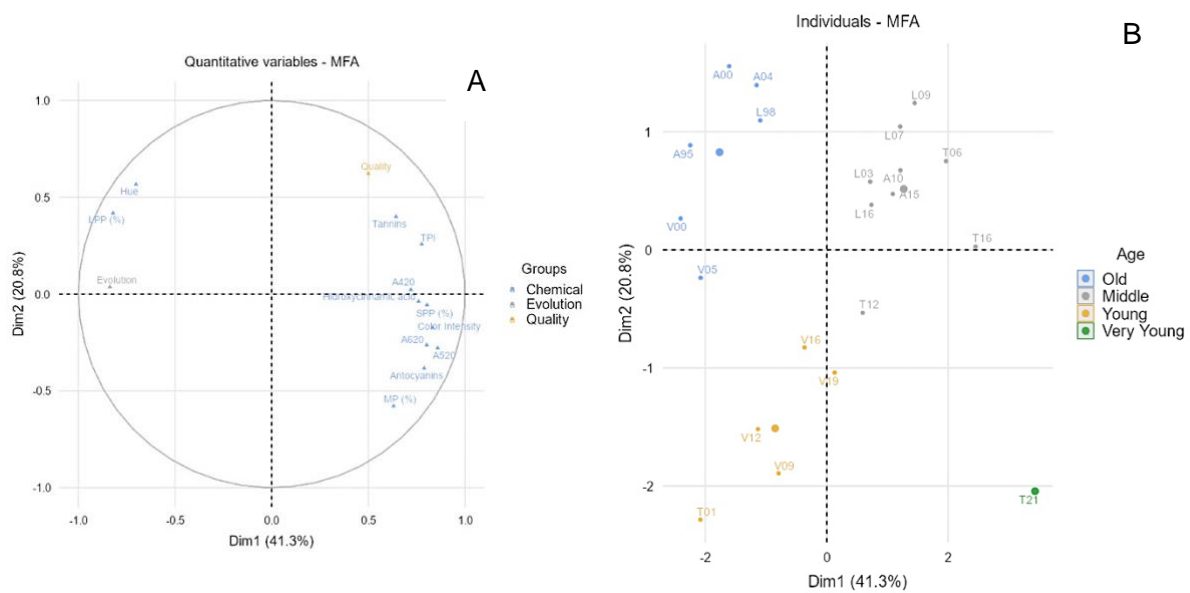 Quantitative variables - MFA
A
1.0
0.5
0.0
-0.5
-1.0
Dim2 (20.8%)
Quality
Hue
LPP (%)
Tannins
TPI
Evolution
A420
Hidroxycinnamic acid
SPP (%)
Color Intensity
A620
A520
Antocyanins
MP (%)
-1.0 -0.5 0.0 0.5 1.0
Dim1 (41.3%)
Groups
Chemical
Evolution
Quality
Individuals - MFA
B
1
0
-1
-2
Dim2 (20.8%)
A00
A04
L98
A95
V00
V05
L09
L07
T06
L03
A10
A15
L16
T16
T12
V16
V19
V12
V09
T01
T21
-2 0 2
Dim1 (41.3%)
Age
Old
Middle
Young
Very Young